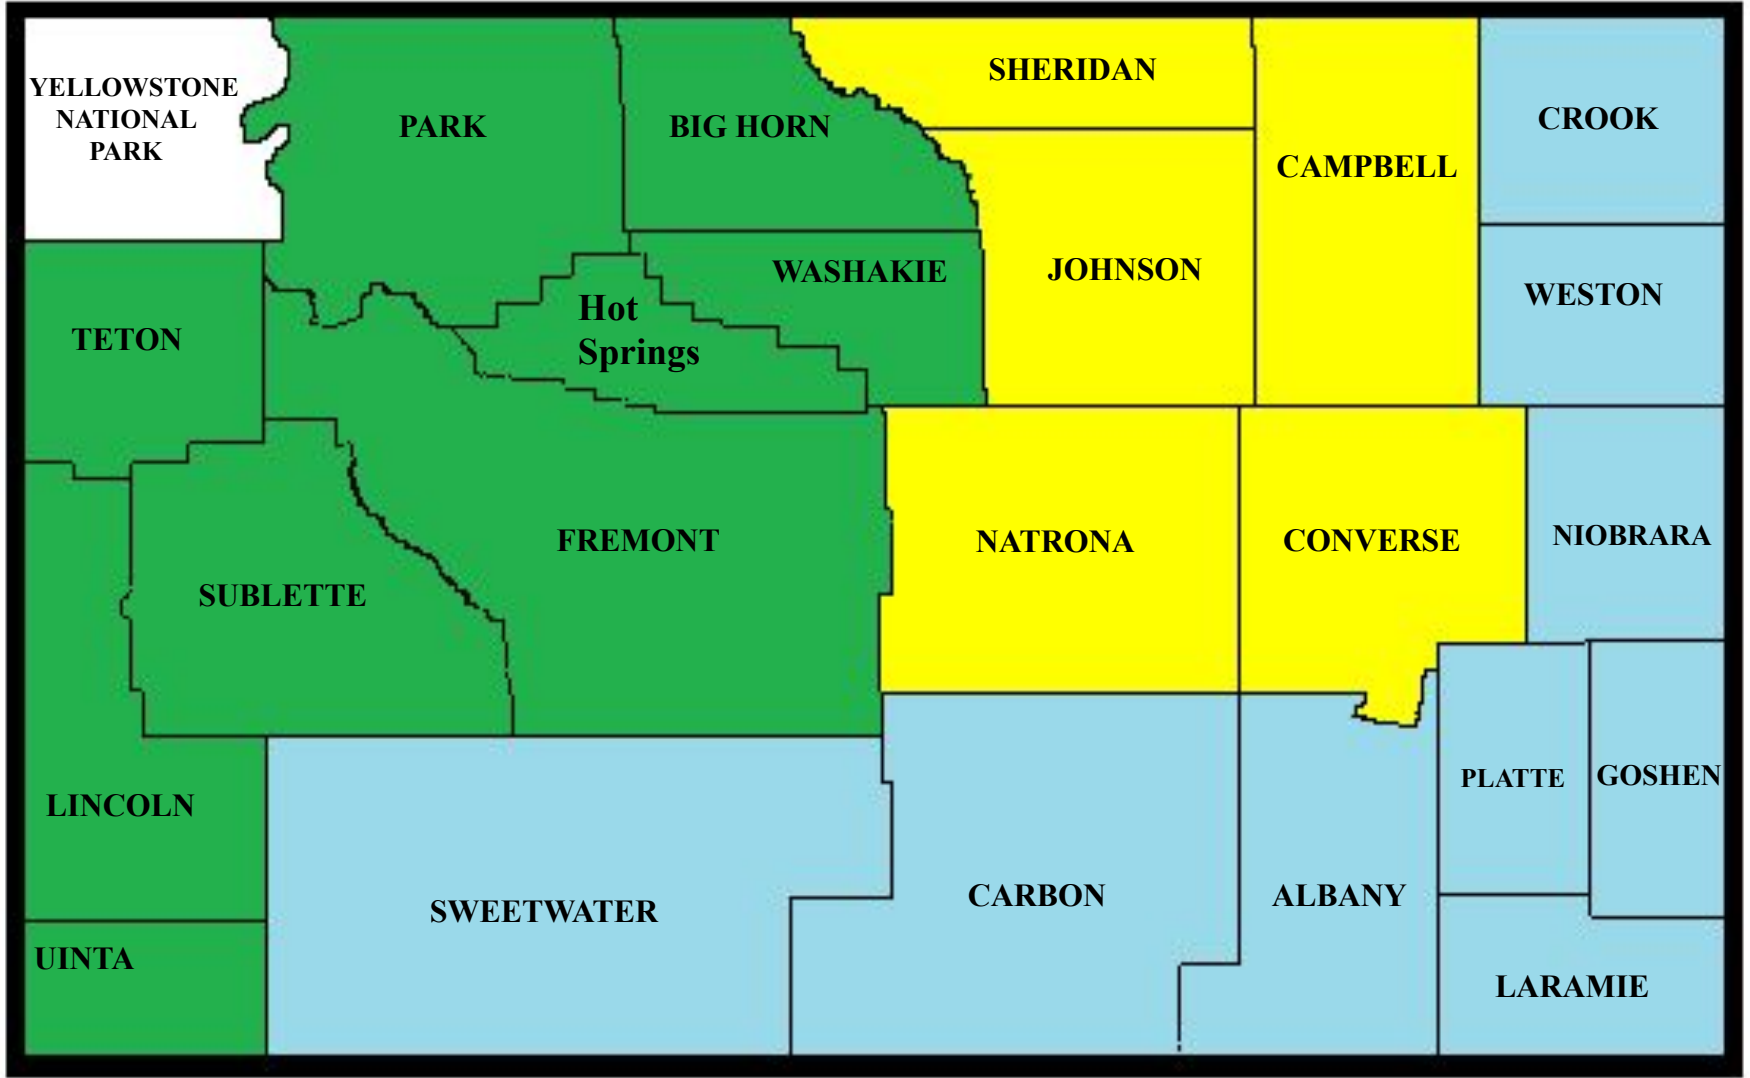 YELLOWSTONE
NATIONAL
PARK
PARK
BIG HORN
SHERIDAN
CAMPBELL
CROOK
TETON
Hot
Springs
WASHAKIE
JOHNSON
WESTON
SUBLETTE
FREMONT
NATRONA
CONVERSE
NIOBRARA
LINCOLN
UINTA
SWEETWATER
CARBON
ALBANY
PLATTE
GOSHEN
LARAMIE